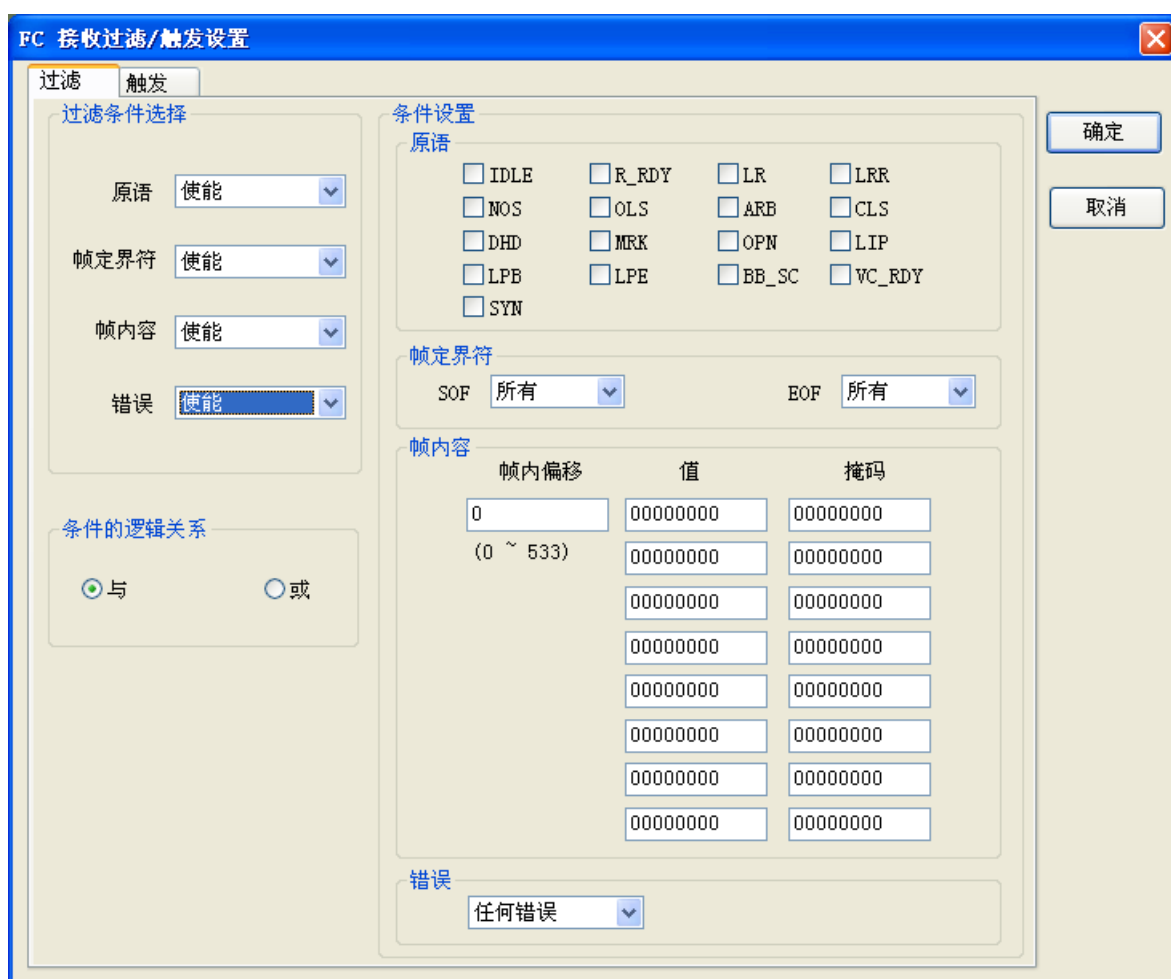 FC 接收过滤/触发设置
过滤 触发
过滤条件选择
原语 使能
帧定界符 使能
帧内容 使能
错误 使能
条件的逻辑关系
与 或
条件设置
原语
IDLE R_RDY LR LRR
NOS OLS ARB CLS
DHD MRK OPN LIP
LPB LPE BB_SC VC_RDY
SYN
帧定界符
SOF 所有 EOF 所有
帧内容
帧内偏移 值 掩码
0 00000000 00000000
(0 ~ 533) 00000000 00000000
00000000 00000000
00000000 00000000
00000000 00000000
00000000 00000000
00000000 00000000
00000000 00000000
错误
任何错误
确定
取消